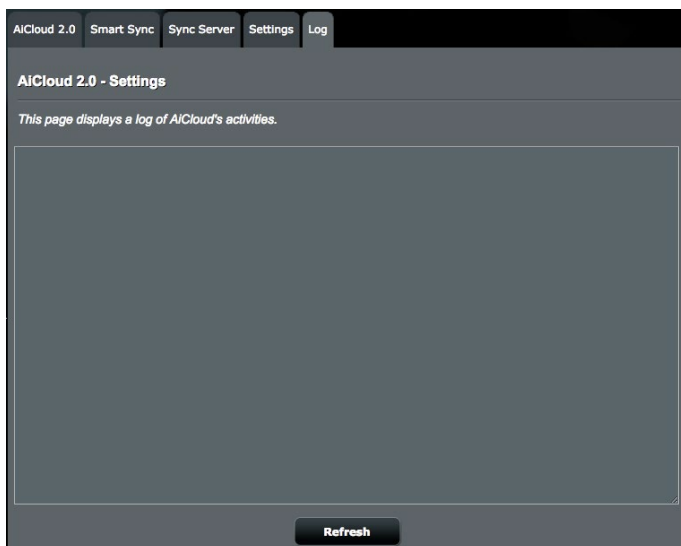 AiCloud 2.0 Smart Sync Sync Server Settings Log
AiCloud 2.0 - Settings
This page displays a log of AiCloud's activities.
Refresh